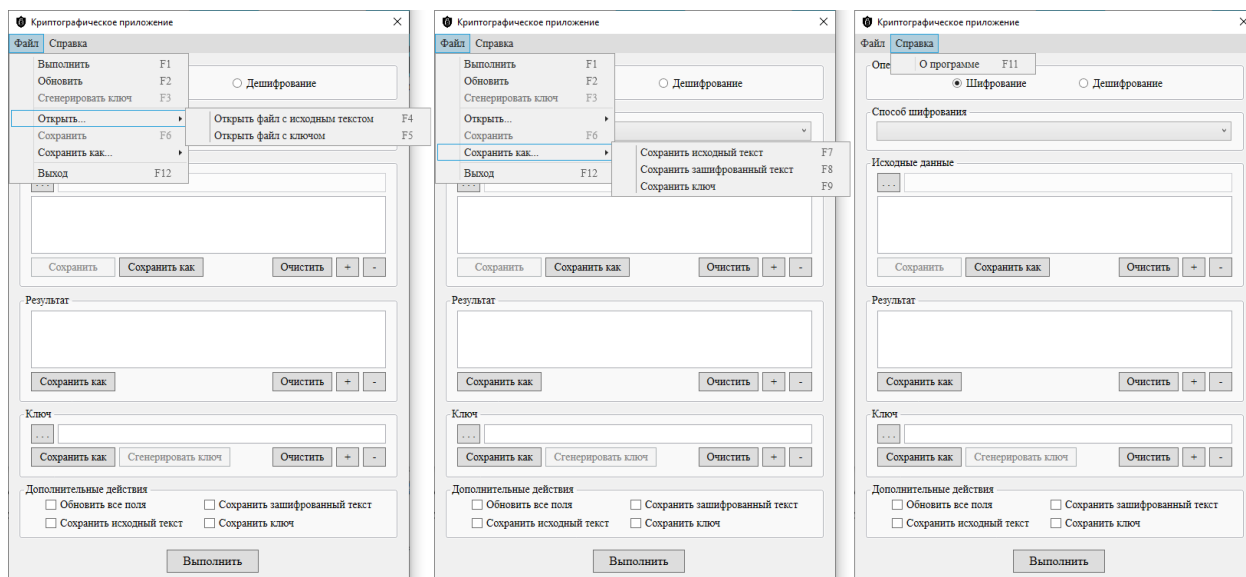 Криптографическое приложение
Файл Справка
Выполнить F1
Обновить F2
Сгенерировать ключ F3
Открыть...
Сохранить F6
Сохранить как...
Выход F12
Открыть файл с исходным текстом F4
Открыть файл с ключом F5
Дешифрование
. . .
Сохранить Сохранить как Очистить + -
Результат
Сохранить как Очистить + -
Ключ
. . .
Сохранить как Сгенерировать ключ Очистить + -
Дополнительные действия
Обновить все поля Сохранить зашифрованный текст
Сохранить исходный текст Сохранить ключ
Выполнить
Криптографическое приложение
Файл Справка
Выполнить F1
Обновить F2
Сгенерировать ключ F3
Открыть...
Сохранить F6
Сохранить как...
Выход F12
Сохранить исходный текст F7
Сохранить зашифрованный текст F8
Сохранить ключ F9
Дешифрование
. . .
Сохранить Сохранить как Очистить + -
Результат
Сохранить как Очистить + -
Ключ
. . .
Сохранить как Сгенерировать ключ Очистить + -
Дополнительные действия
Обновить все поля Сохранить зашифрованный текст
Сохранить исходный текст Сохранить ключ
Выполнить
Криптографическое приложение
Файл Справка
О программе F11
Опе
Шифрование Дешифрование
Способ шифрования
Исходные данные
. . .
Сохранить Сохранить как Очистить + -
Результат
Сохранить как Очистить + -
Ключ
. . .
Сохранить как Сгенерировать ключ Очистить + -
Дополнительные действия
Обновить все поля Сохранить зашифрованный текст
Сохранить исходный текст Сохранить ключ
Выполнить